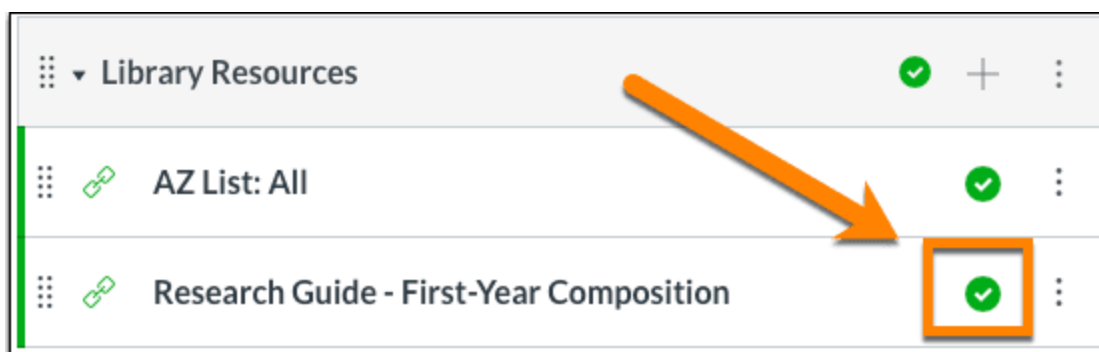 Library Resources
AZ List: All
Research Guide - First-Year Composition